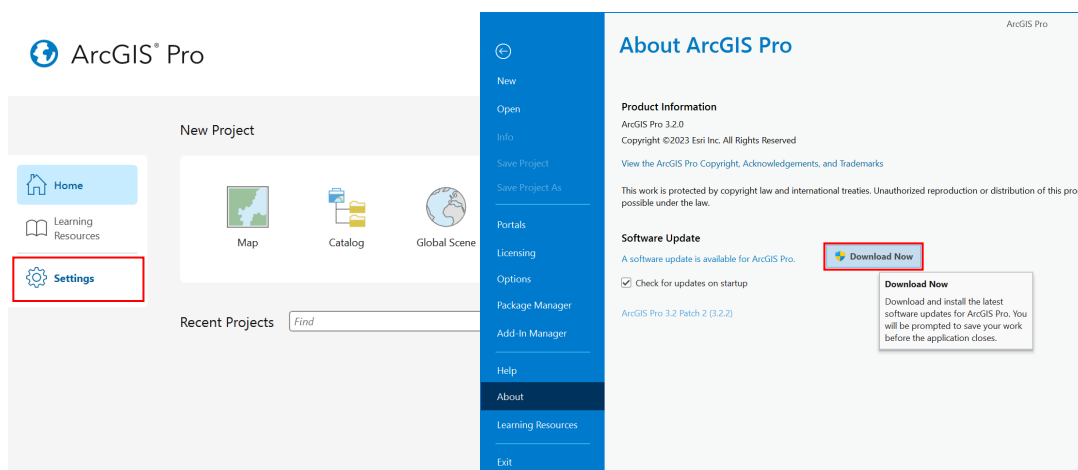 ArcGIS® Pro
New Project
Home
Learning
Resources
Settings
Map
Catalog
Global Scene
Recent Projects
Find
New
Open
Info
Save Project
Save Project As
Portals
Licensing
Options
Package Manager
Add-In Manager
Help
About
Learning Resources
Exit
ArcGIS Pro
About ArcGIS Pro
Product Information
ArcGIS Pro 3.2.0
Copyright ©2023 Esri Inc. All Rights Reserved
View the ArcGIS Pro Copyright, Acknowledgements, and Trademarks
This work is protected by copyright law and international treaties. Unauthorized reproduction or distribution of this pro
possible under the law.
Software Update
A software update is available for ArcGIS Pro.
Download Now
Check for updates on startup
ArcGIS Pro 3.2 Patch 2 (3.2.2)
Download Now
Download and install the latest
software updates for ArcGIS Pro. You
will be prompted to save your work
before the application closes.